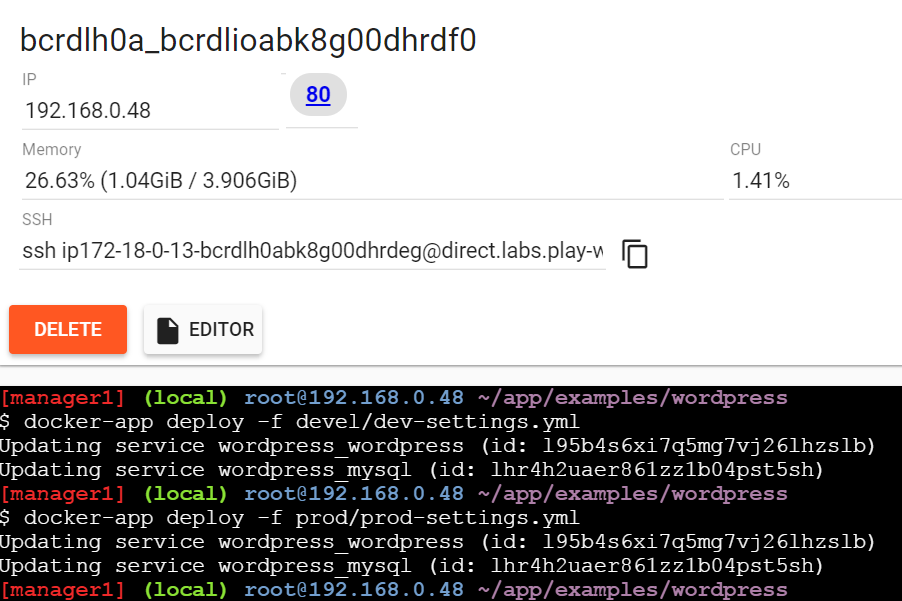 bcrdlh0a_bcrdlioabk8g00dhrdf0
IP
192.168.0.48
80
Memory
26.63% (1.04GiB / 3.906GiB)
CPU
1.41%
SSH
ssh ip172-18-0-13-bcrdlh0abk8g00dhrdeg@direct.labs.play-w
DELETE
EDITOR
[manager1] (local) root@192.168.0.48 ~/app/examples/wordpress
$ docker-app deploy -f devel/dev-settings.yml
Updating service wordpress_wordpress (id: l95b4s6xi7q5mg7vj26lhzslb)
Updating service wordpress_mysql (id: lhr4h2uaer861zz1b04pst5sh)
[manager1] (local) root@192.168.0.48 ~/app/examples/wordpress
$ docker-app deploy -f prod/prod-settings.yml
Updating service wordpress_wordpress (id: l95b4s6xi7q5mg7vj26lhzslb)
Updating service wordpress_mysql (id: lhr4h2uaer861zz1b04pst5sh)
[manager1] (local) root@192.168.0.48 ~/app/examples/wordpress